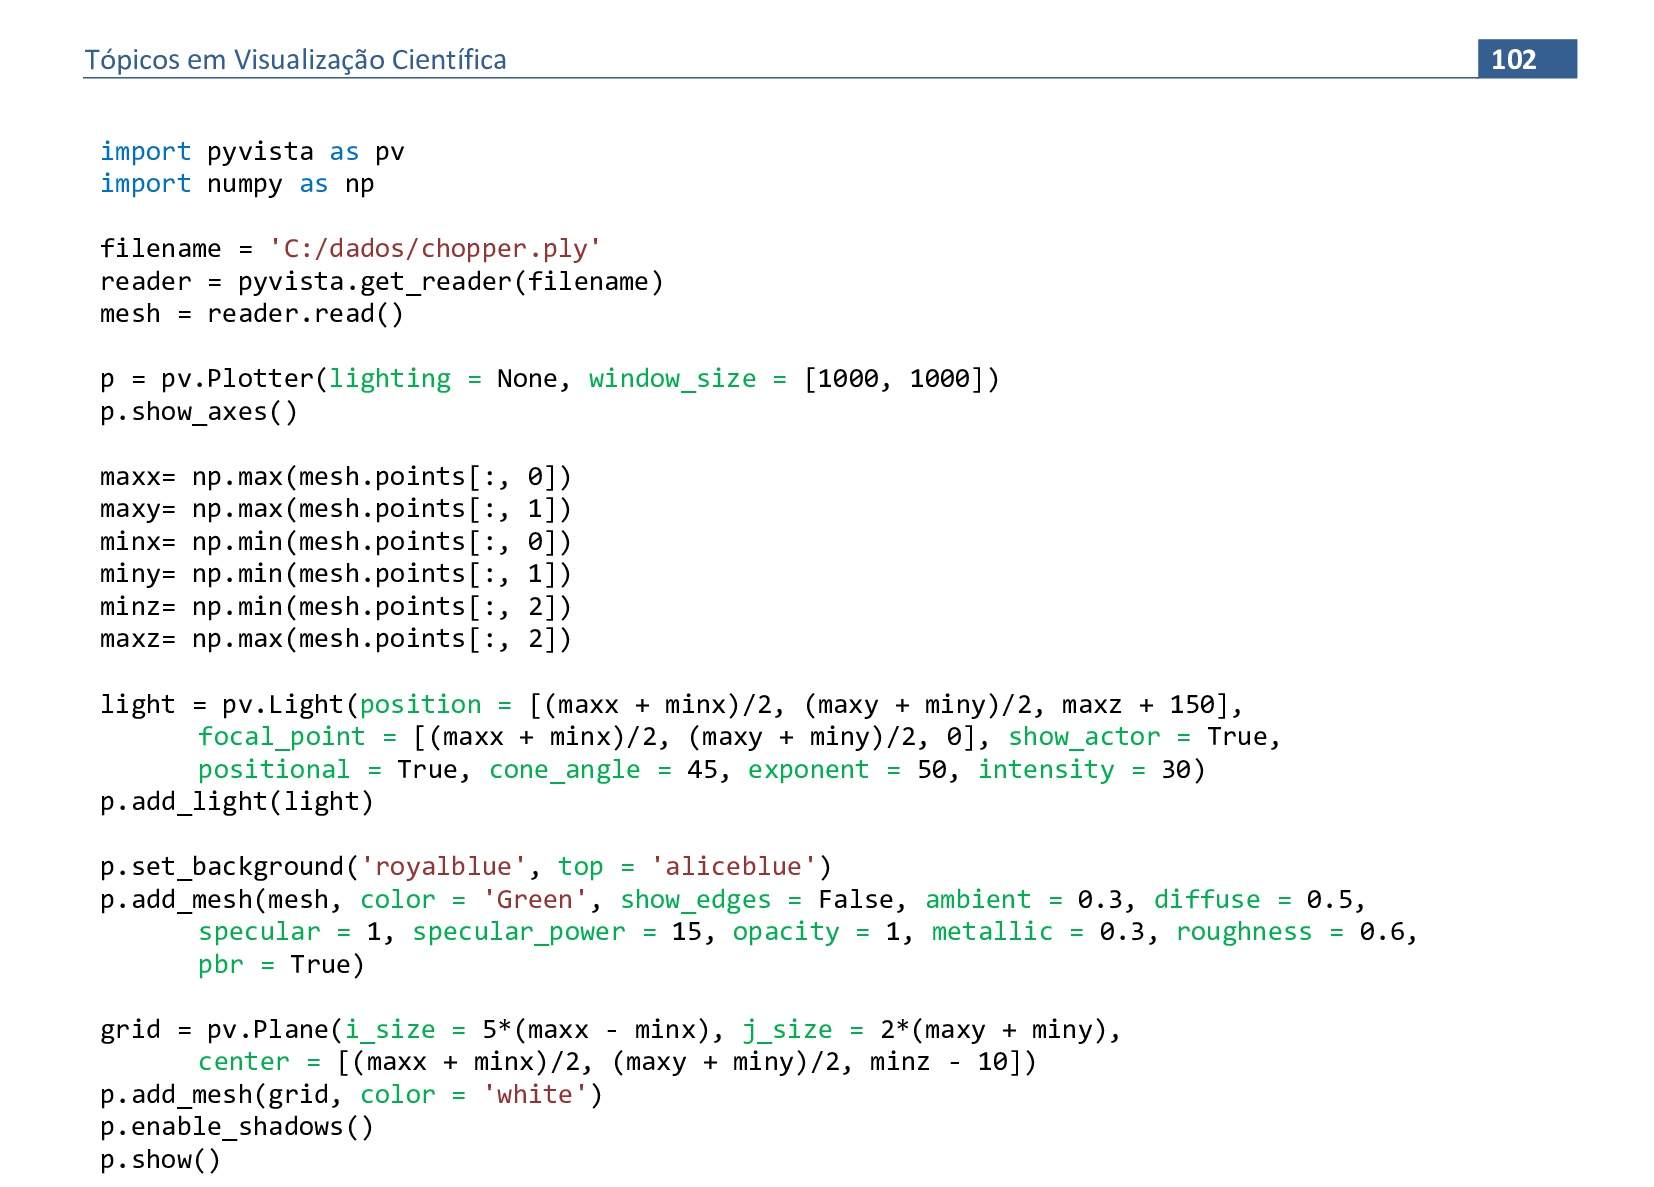 Tópicos em Visualização Científica
102
import pyvista as pv
import numpy as np
filename = 'C:/dados/chopper.ply'
reader = pyvista.get_reader(filename)
mesh = reader.read()
p = pv.Plotter(lighting = None, window_size = [1000, 1000])
p.show_axes()
maxx= np.max(mesh.points[:, 0])
maxy= np.max(mesh.points[:, 1])
minx= np.min(mesh.points[:, 0])
miny= np.min(mesh.points[:, 1])
minz= np.min(mesh.points[:, 2])
maxz= np.max(mesh.points[:, 2])
light = pv.Light(position = [(maxx + minx)/2, (maxy + miny)/2, maxz + 150],
focal_point = [(maxx + minx)/2, (maxy + miny)/2, 0], show_actor = True,
positional = True, cone_angle = 45, exponent = 50, intensity = 30)
p.add_light(light)
p.set_background('royalblue', top = 'aliceblue')
p.add_mesh(mesh, color = 'Green', show_edges = False, ambient = 0.3, diffuse = 0.5,
specular = 1, specular_power = 15, opacity = 1, metallic = 0.3, roughness = 0.6,
pbr = True)
grid = pv.Plane(i_size = 5*(maxx - minx), j_size = 2*(maxy + miny),
center = [(maxx + minx)/2, (maxy + miny)/2, minz - 10])
p.add_mesh(grid, color = 'white')
p.enable_shadows()
p.show()